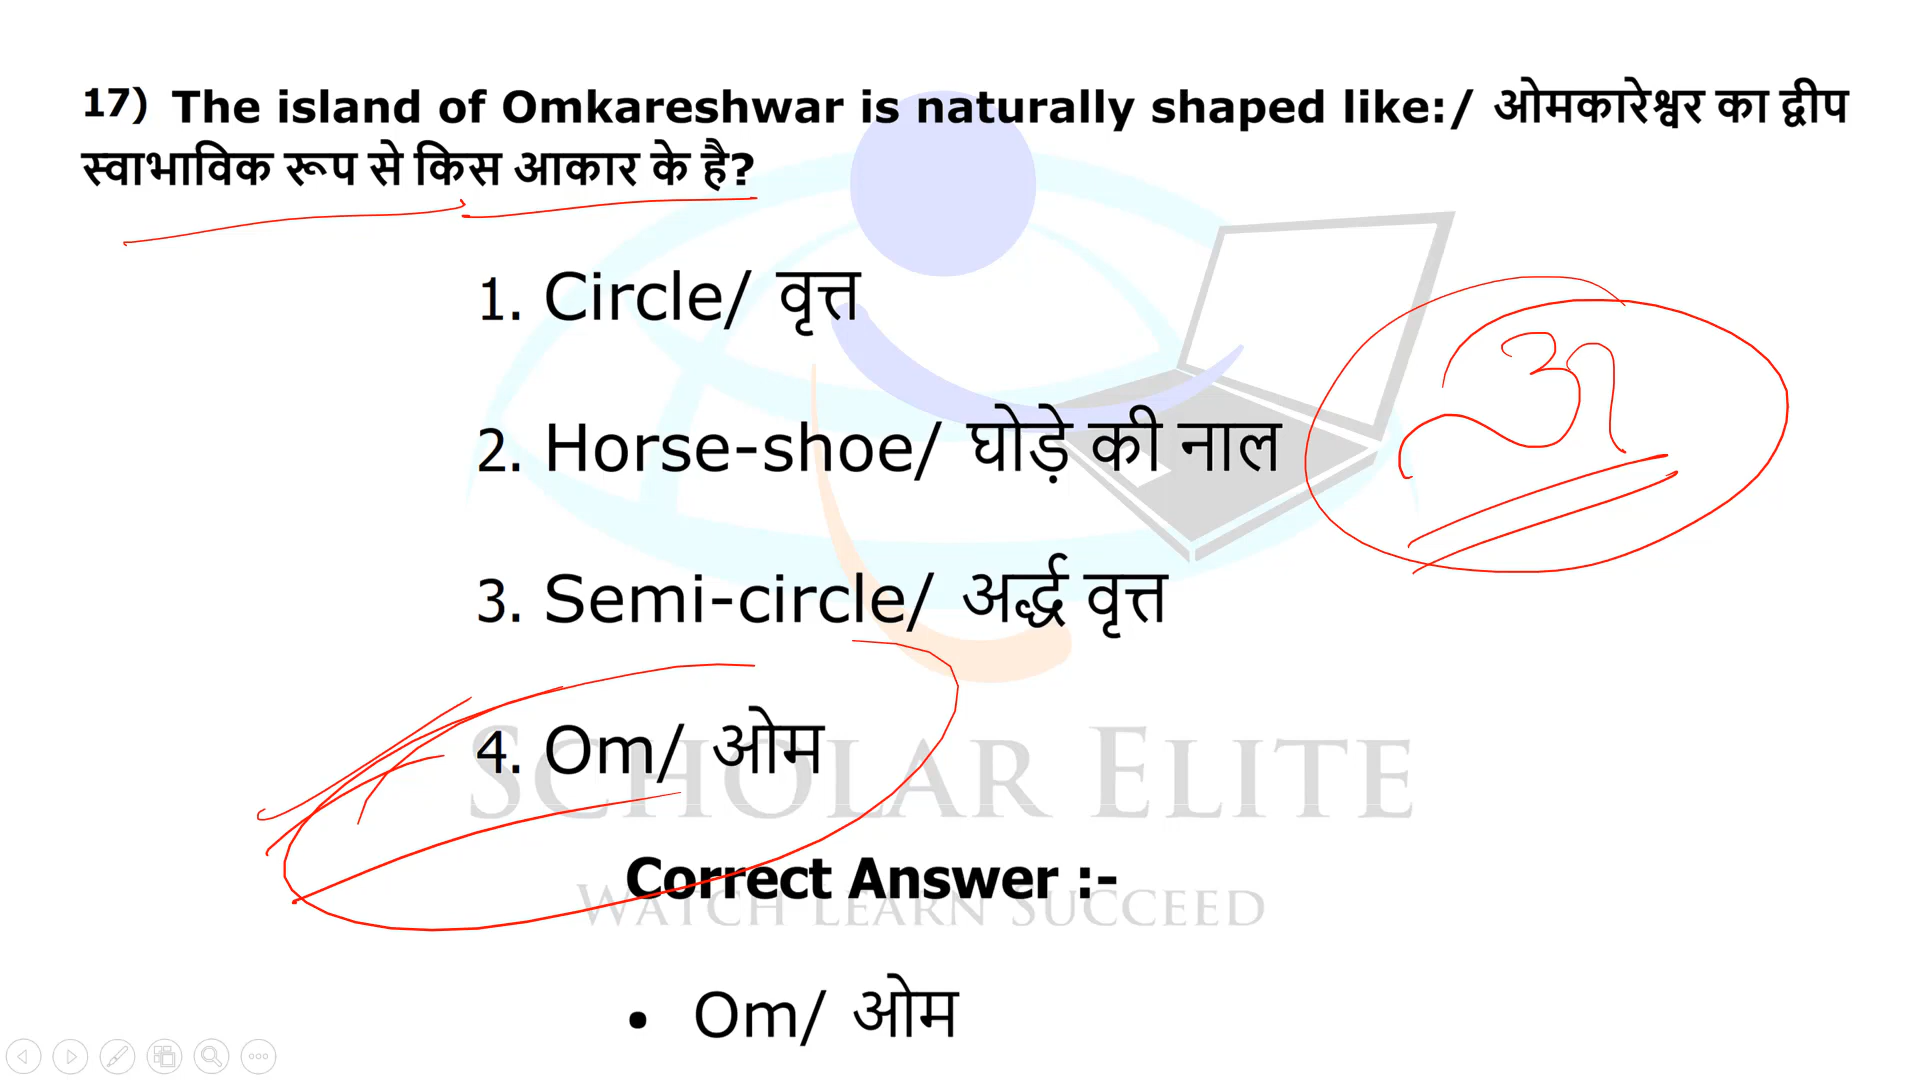 17) The island of Omkareshwar is naturally shaped like:/ ओमकारेश्वर का द्वीप
स्वाभाविक रूप से किस आकार के है?
1. Circle/ वृत्त
2. Horse-shoe/ घोड़े की नाल
3. Semi-circle/ अर्द्ध वृत्त
4. Om/ ओम
SCHOLAR ELITE
Correct Answer :-
WATCH LEARN SUCCEED
• Om/ ओम